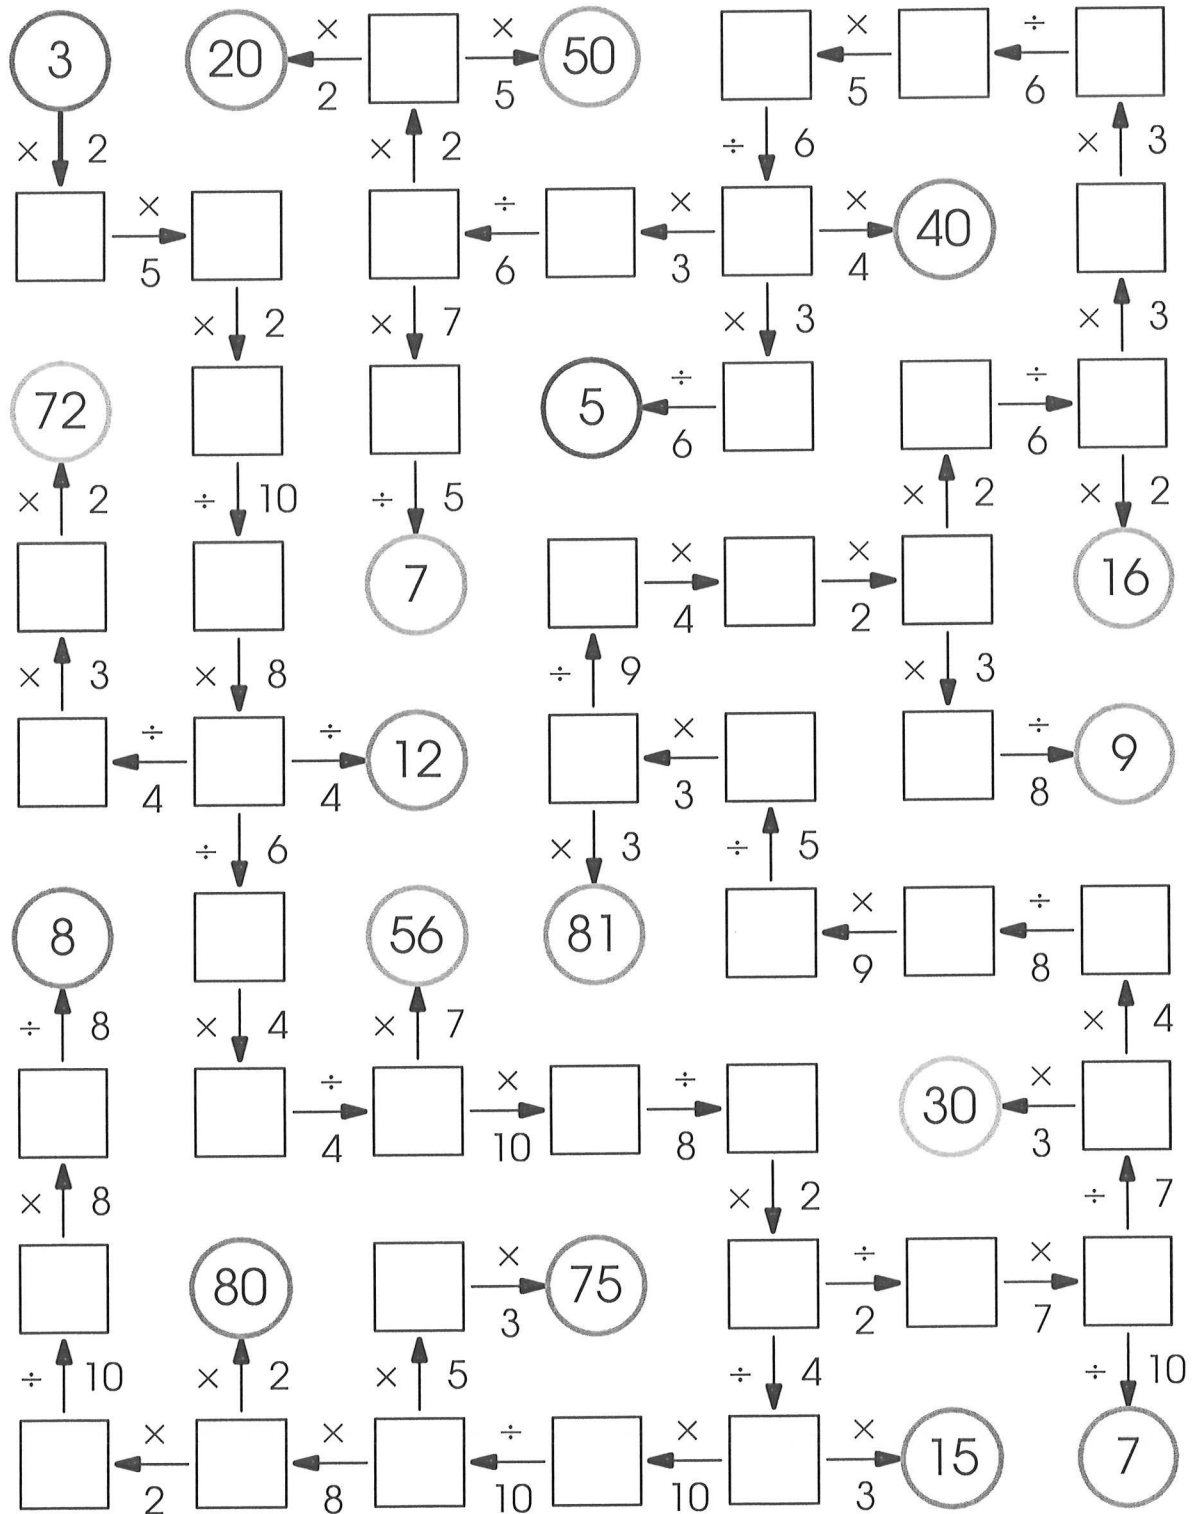 3 20 × × 50 × ÷
2 5 5 6
× 2 × 2 ÷ 6 × 3
× ÷ × × 40
5 6 3 4
× 2 × 7 × 3 × 3
72 5 ÷ ÷
6 6
× 2 ÷ 10 ÷ 5 × 2 × 2
7 × × 16
4 2
× 3 × 8 ÷ 9 × 3
÷ ÷ 12 × ÷ 9
4 4 3 8
÷ 6 × 3 ÷ 5
8 56 81 × ÷
9 8
÷ 8 × 4 × 7 × 4
÷ × ÷ 30 ×
4 10 8 3
× 8 × 2 ÷ 7
80 × 75 ÷ ×
3 2 7
÷ 10 × 2 × 5 ÷ 4 ÷ 10
× × ÷ × × 15 7
2 8 10 10 3